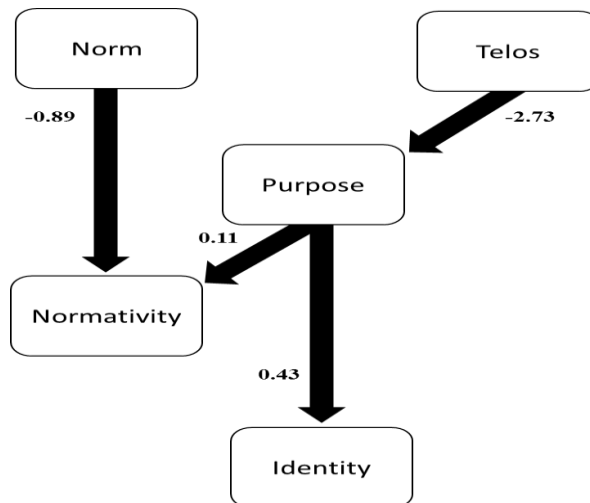 Norm
Telos
-0.89
-2.73
Purpose
0.11
Normativity
0.43
Identity